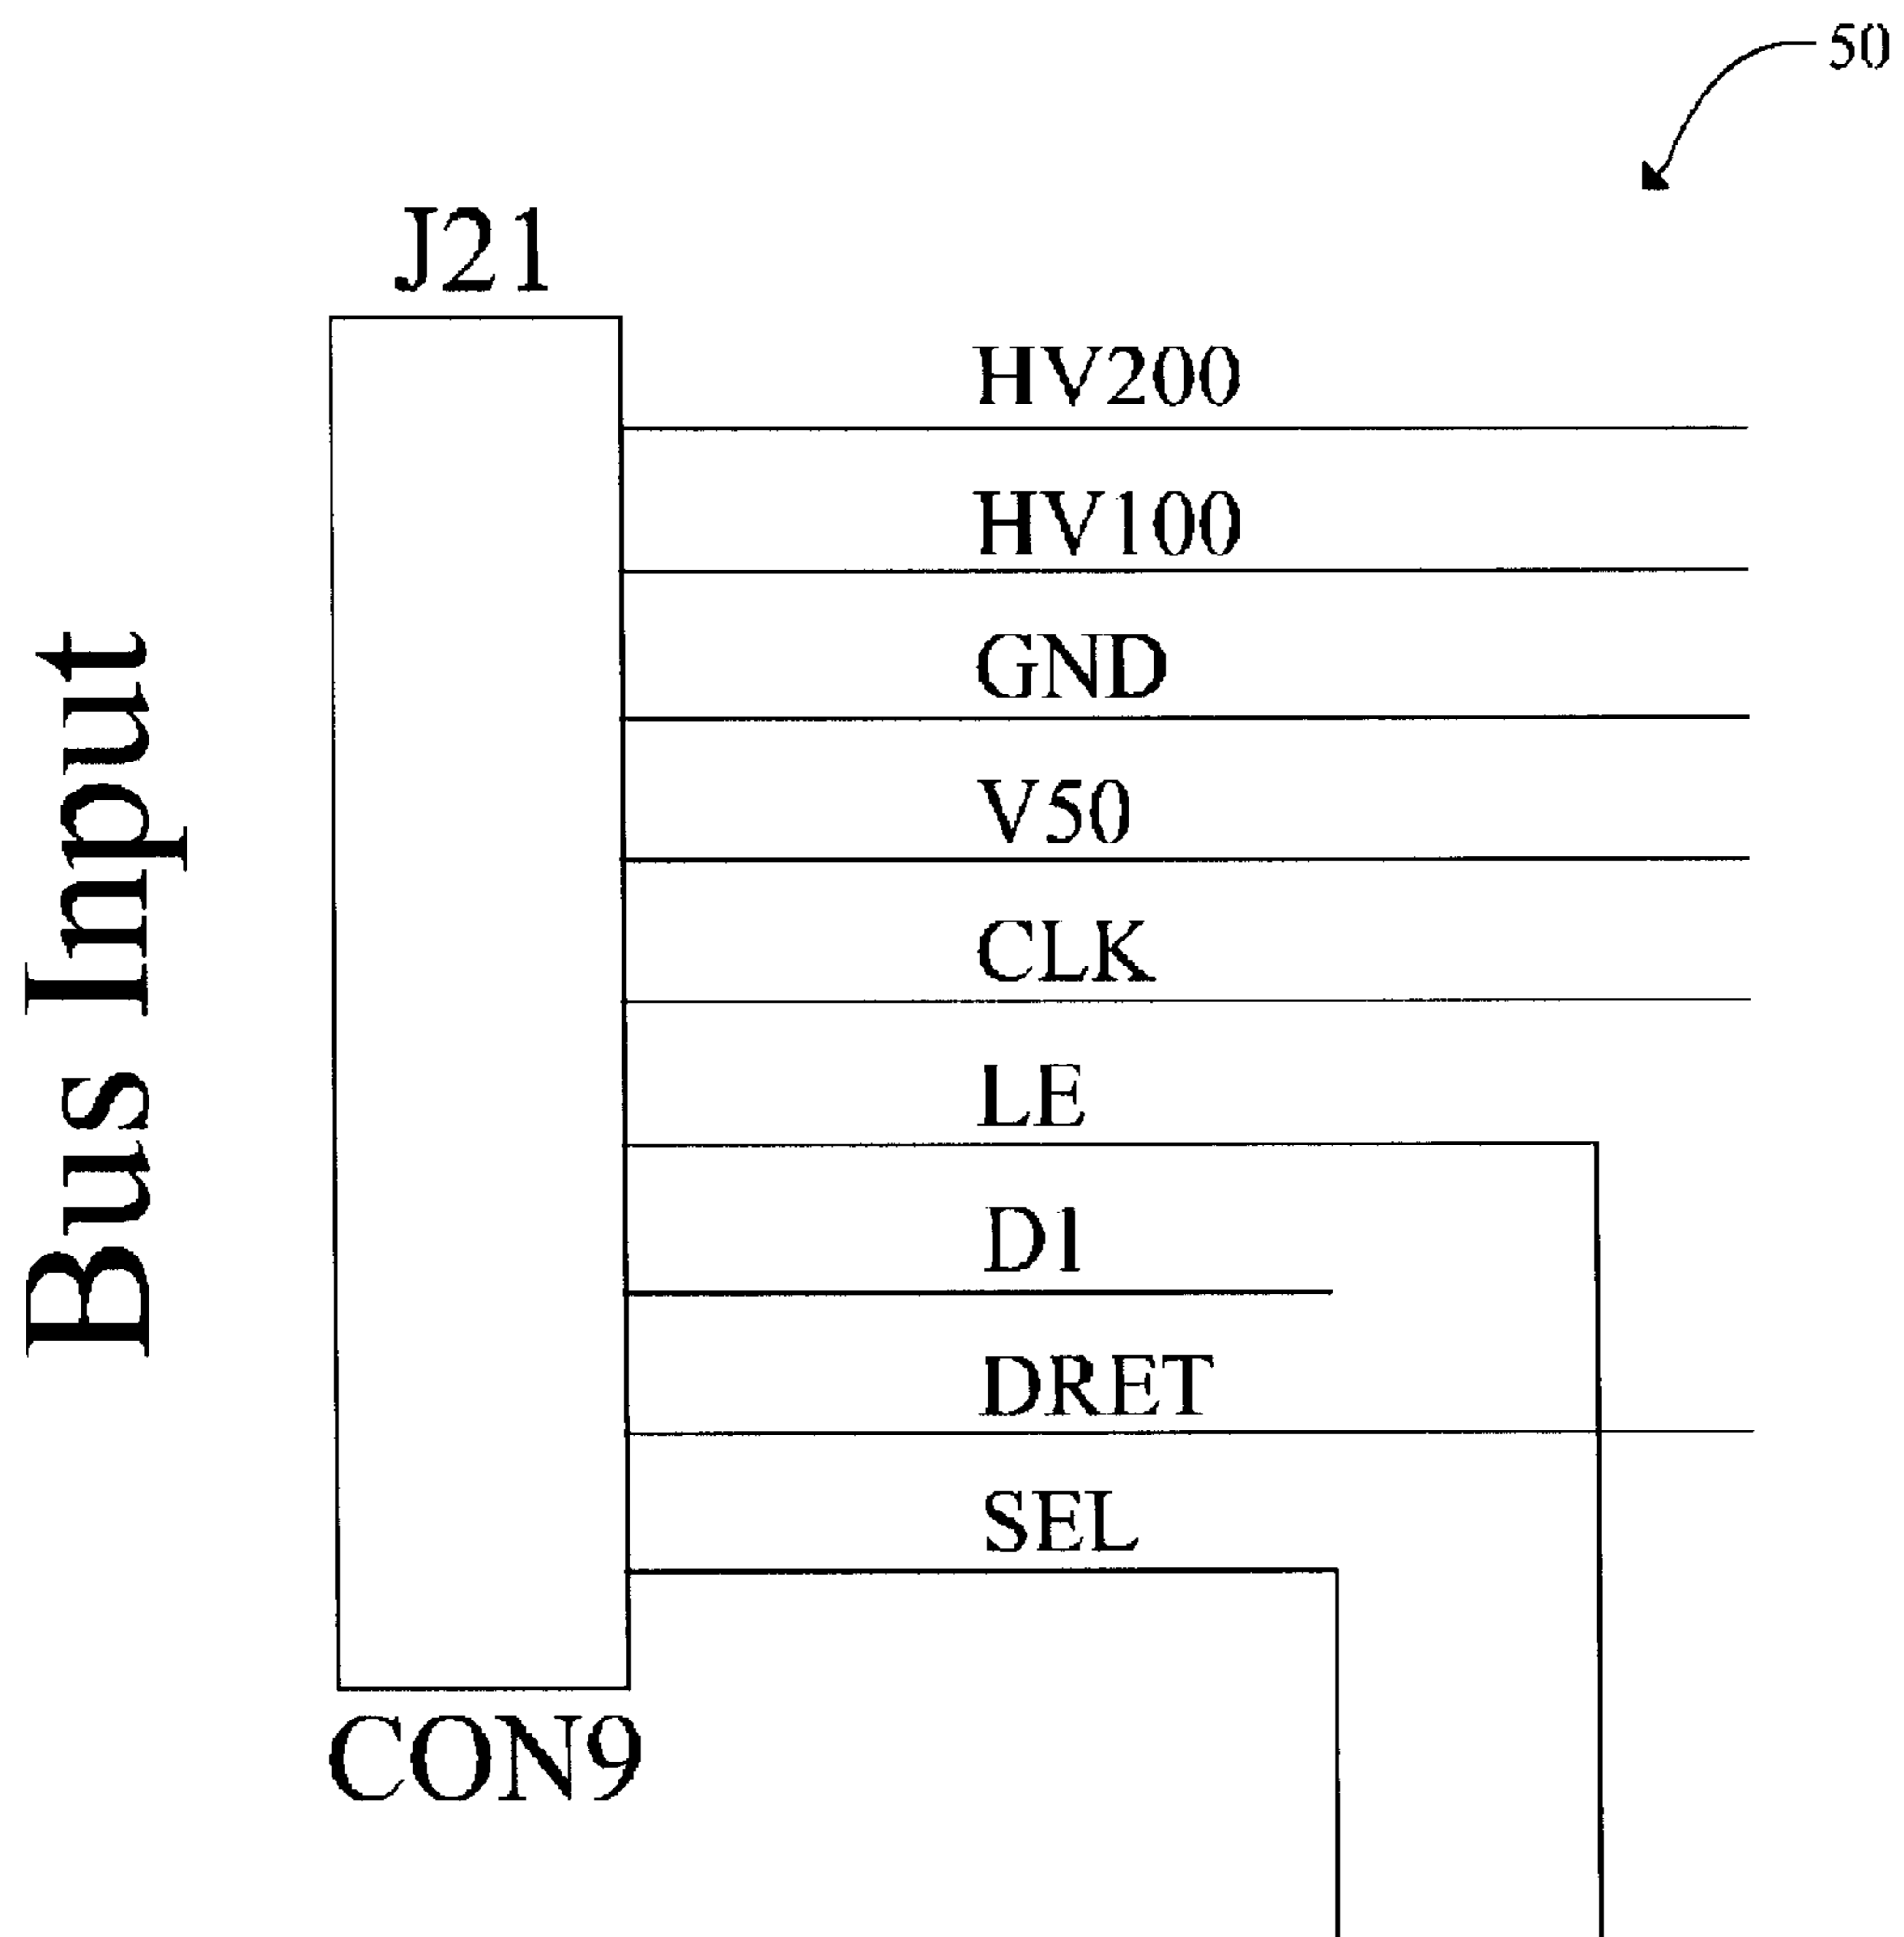 50
J21
HV200
HV100
GND
V50
CLK
LE
D1
DRET
SEL
Bus Input
CON9